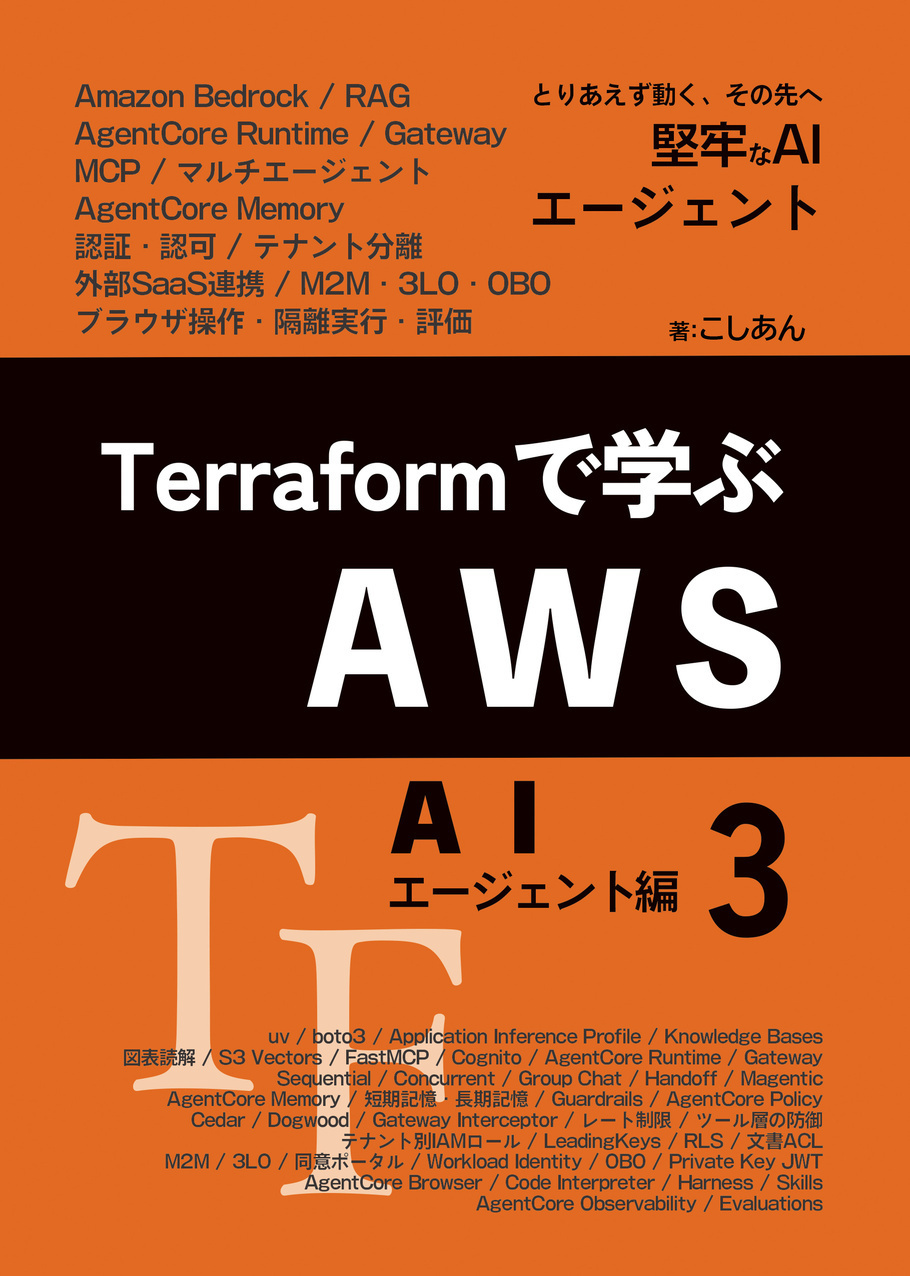 Amazon Bedrock / RAG
AgentCore Runtime / Gateway
MCP / マルチエージェント
AgentCore Memory
認証・認可 / テナント分離
外部SaaS連携 / M2M・3LO・OBO
ブラウザ操作・隔離実行・評価
とりあえず動く、その先へ
堅牢なAI
エージェント
著:こしあん
Terraformで学ぶ
AWS
AI
エージェント編
3
TF
uv / boto3 / Application Inference Profile / Knowledge Bases
図表読解 / S3 Vectors / FastMCP / Cognito / AgentCore Runtime / Gateway
Sequential / Concurrent / Group Chat / Handoff / Magentic
AgentCore Memory / 短期記憶・長期記憶 / Guardrails / AgentCore Policy
Cedar / Dogwood / Gateway Interceptor / レート制限 / ツール層の防御
テナント別IAMロール / LeadingKeys / RLS / 文書ACL
M2M / 3LO / 同意ポータル / Workload Identity / OBO / Private Key JWT
AgentCore Browser / Code Interpreter / Harness / Skills
AgentCore Observability / Evaluations